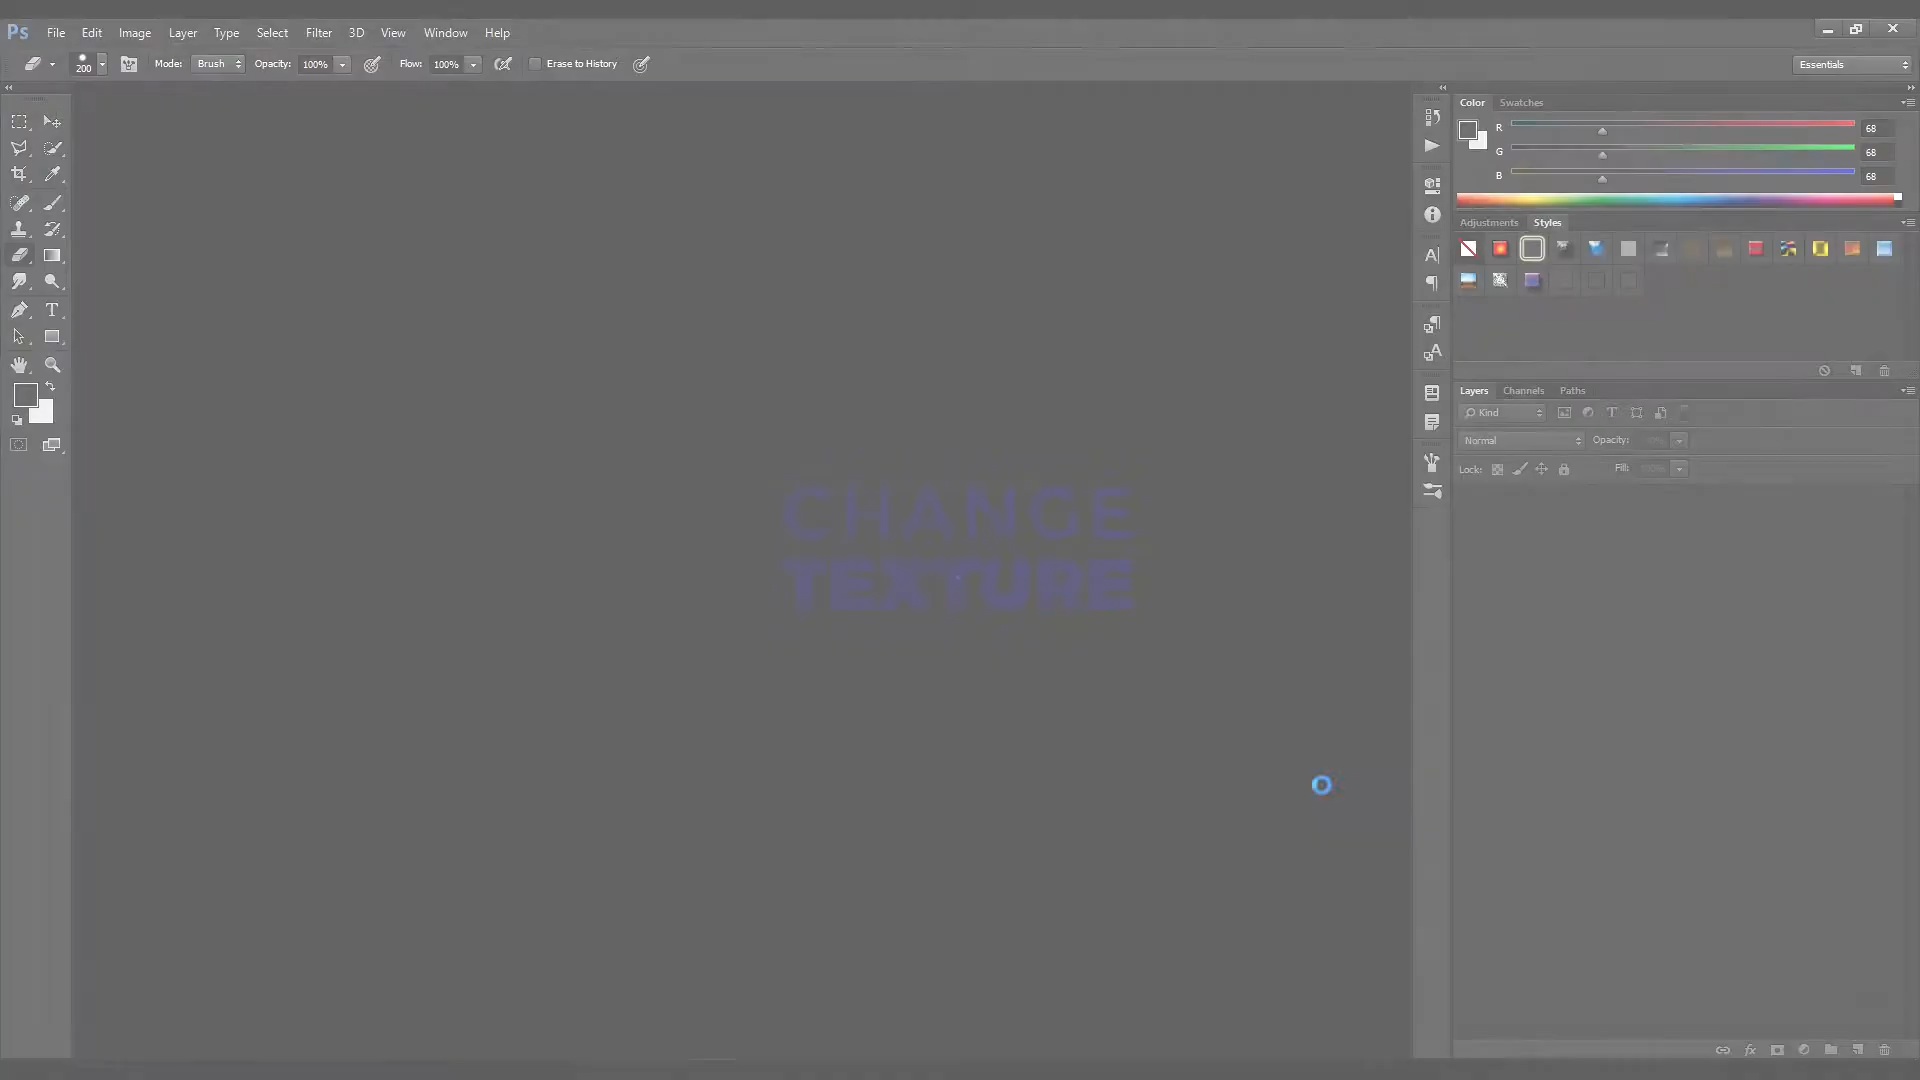 Ps File Edit Image Layer Type Select Filter 3D View Window Help
200 Mode: Brush Opacity: 100% Flow: 100% Erase to History Essentials
Color Swatches
R 68
G 68
B 68
Adjustments Styles
Layers Channels Paths
Kind
Normal Opacity:
Lock: Fill:
CHANGE
TEXTURE